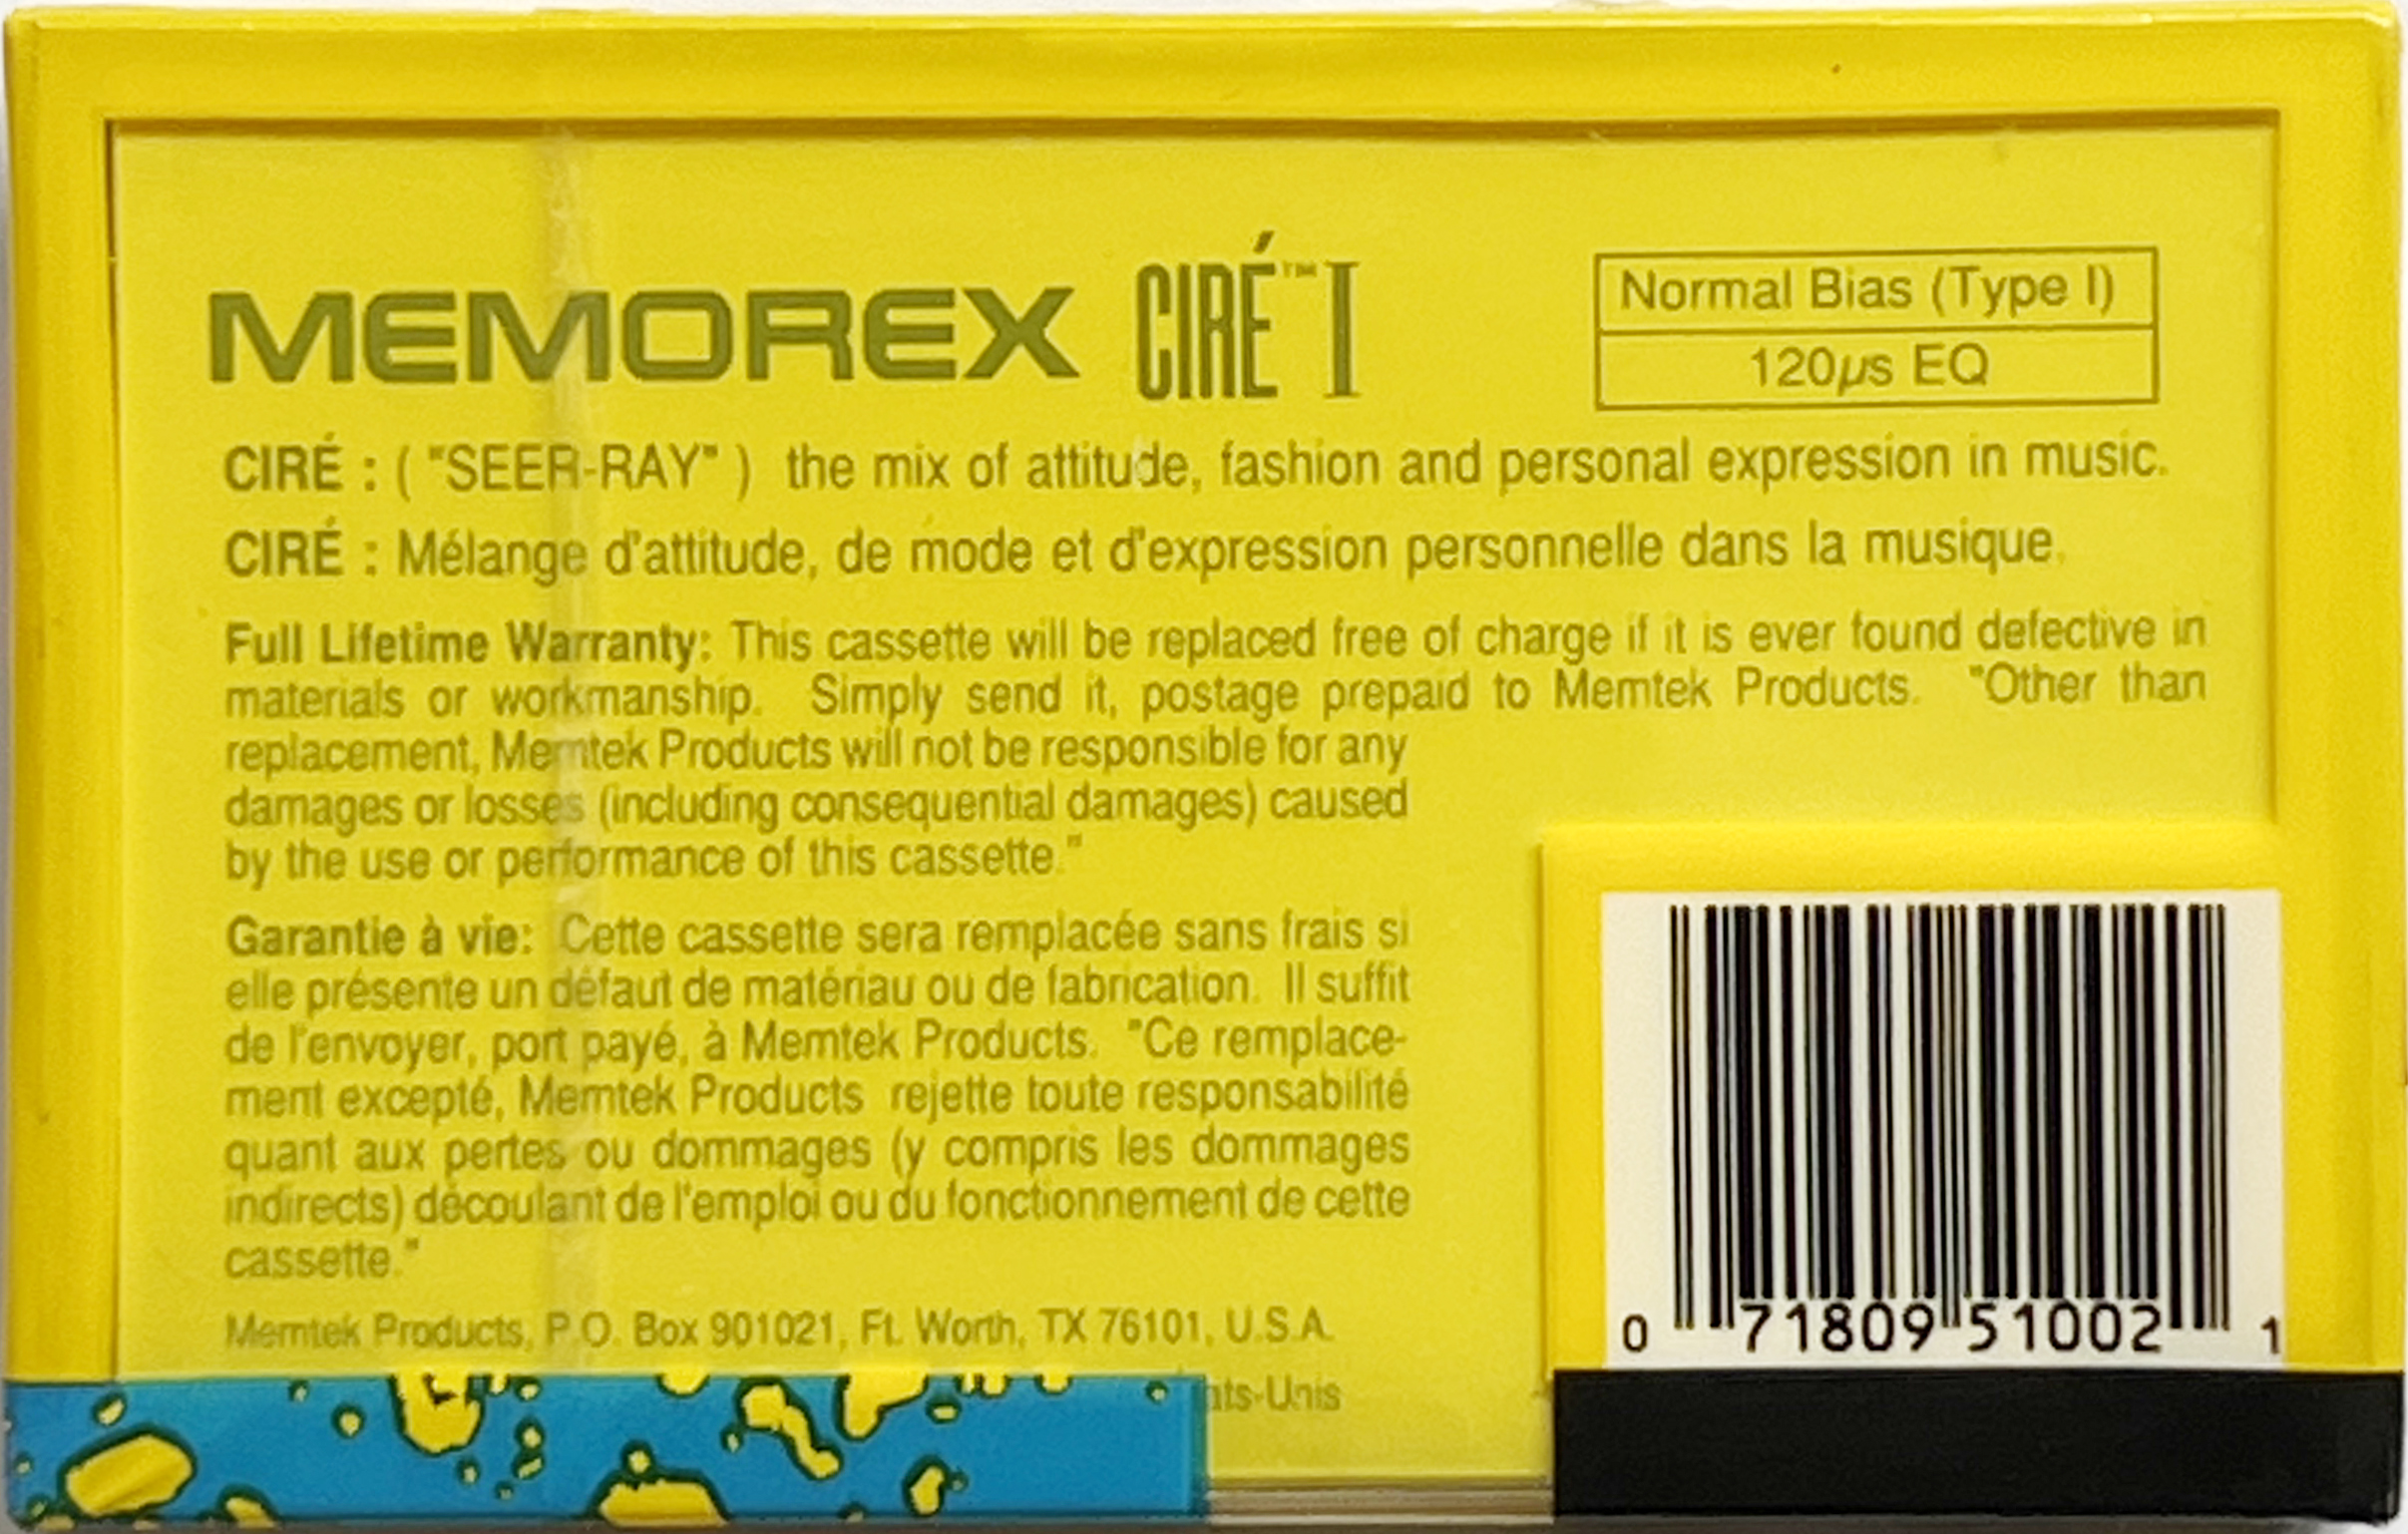 MEMOREX CIRÉ™ I
Normal Bias (Type I)
120µs EQ
CIRÉ : ( "SEER-RAY" ) the mix of attitude, fashion and personal expression in music.
CIRÉ : Mélange d'attitude, de mode et d'expression personnelle dans la musique.
Full Lifetime Warranty: This cassette will be replaced free of charge if it is ever found defective in
materials or workmanship. Simply send it, postage prepaid to Memtek Products. "Other than
replacement, Memtek Products will not be responsible for any
damages or losses (including consequential damages) caused
by the use or performance of this cassette."
Garantie à vie: Cette cassette sera remplacée sans frais si
elle présente un défaut de matériau ou de fabrication. Il suffit
de l'envoyer, port payé, à Memtek Products. "Ce remplace-
ment excepté, Memtek Products rejette toute responsabilité
quant aux pertes ou dommages (y compris les dommages
indirects) découlant de l'emploi ou du fonctionnement de cette
cassette."
Memtek Products, P.O. Box 901021, Ft. Worth, TX 76101, U.S.A.
0 71809 51002 1